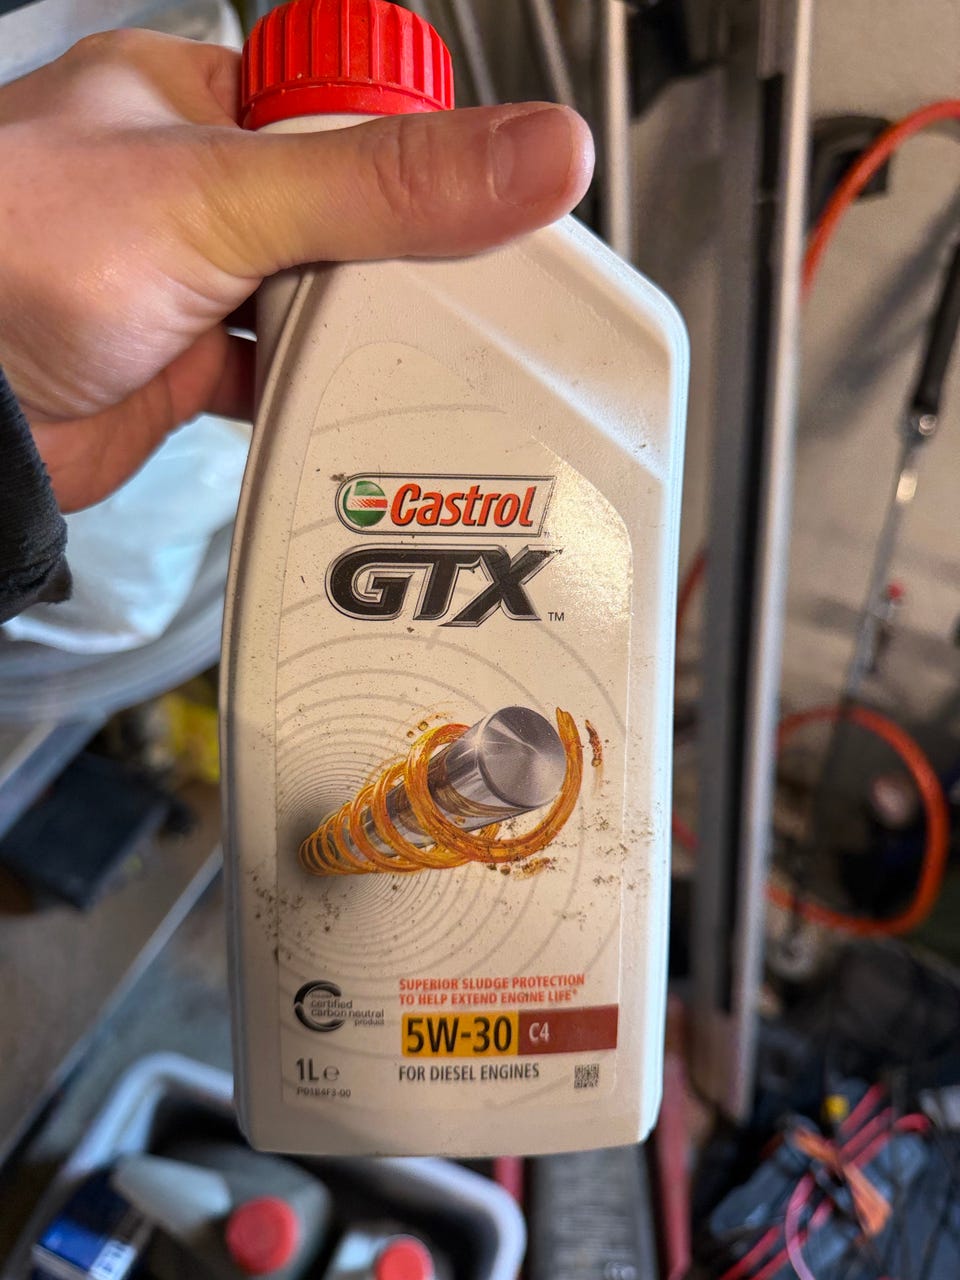 Castrol
GTX™
certified
carbon neutral
product
SUPERIOR SLUDGE PROTECTION
TO HELP EXTEND ENGINE LIFE*
5W-30 C4
FOR DIESEL ENGINES
1L℮